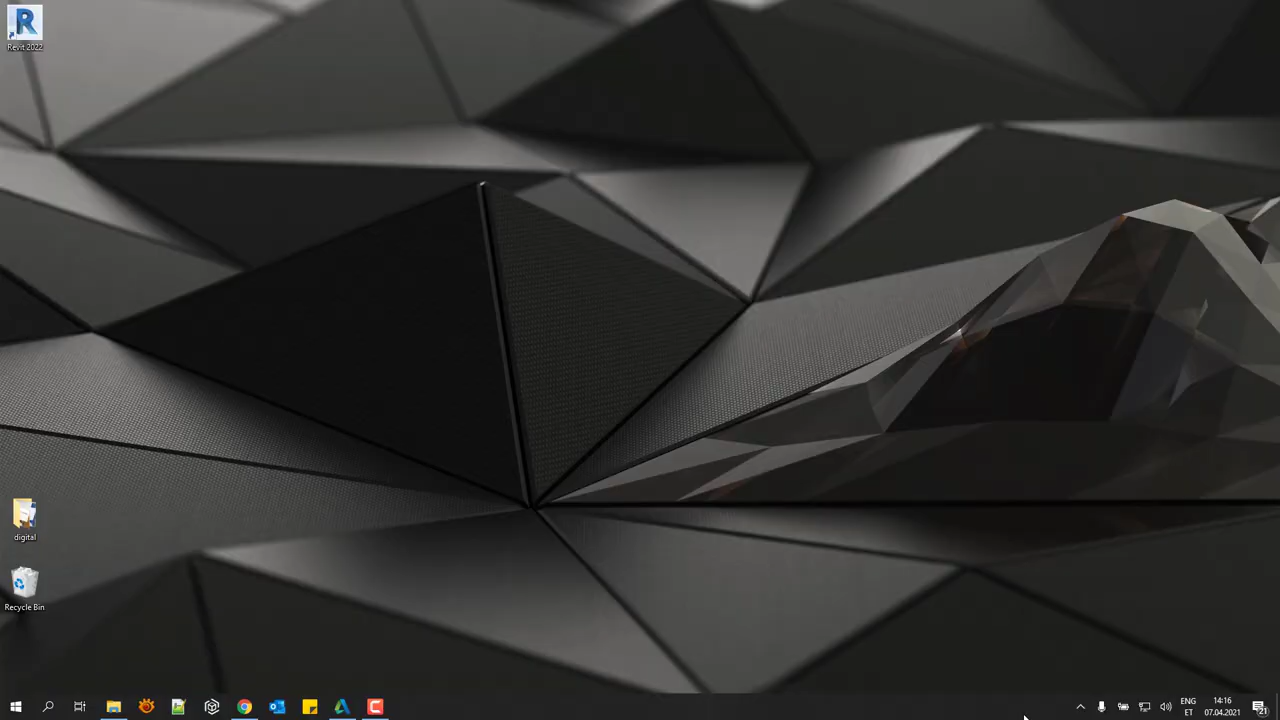 Revit 2022
digital
Recycle Bin
ENG
ET
14:16
07.04.2021
21